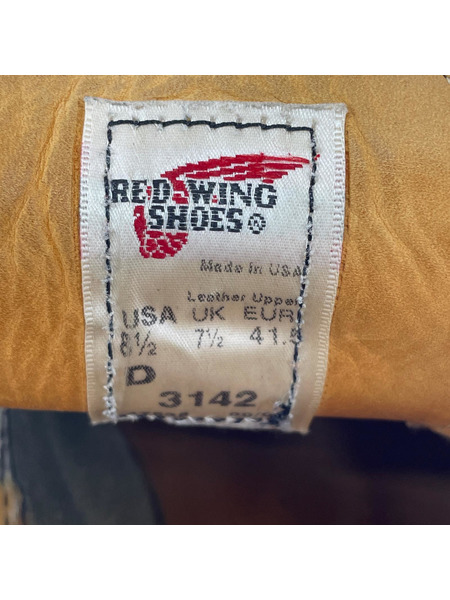 RED WING
SHOES ®
Made in USA
Leather Upper
USA UK EUR
8½ 7½ 41.5
D
3142